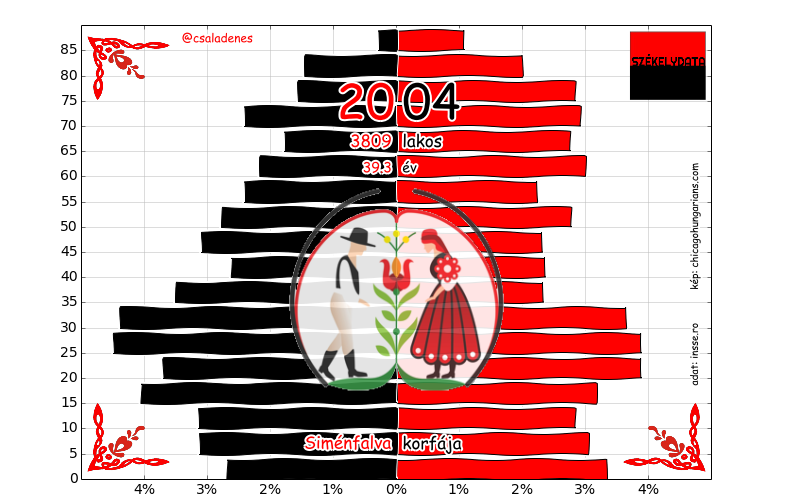 @csaladenes
SZÉKELYDATA
2004
3809 lakos
39.3 év
kép: chicagohungarians.com
adat: insse.ro
Siménfalva korfája
85
80
75
70
65
60
55
50
45
40
35
30
25
20
15
10
5
0
4% 3% 2% 1% 0% 1% 2% 3% 4%